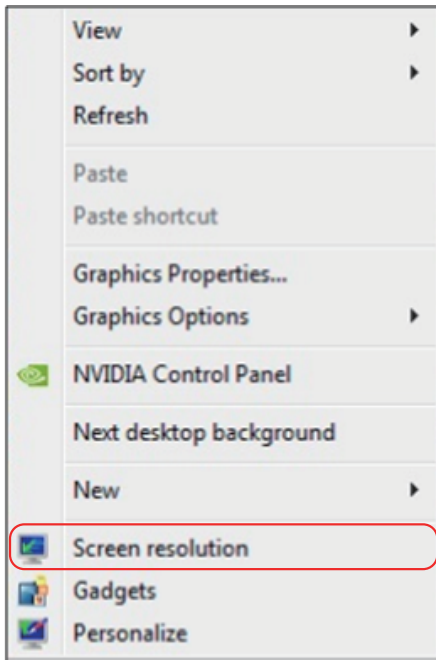 View
Sort by
Refresh
Paste
Paste shortcut
Graphics Properties...
Graphics Options
NVIDIA Control Panel
Next desktop background
New
Screen resolution
Gadgets
Personalize